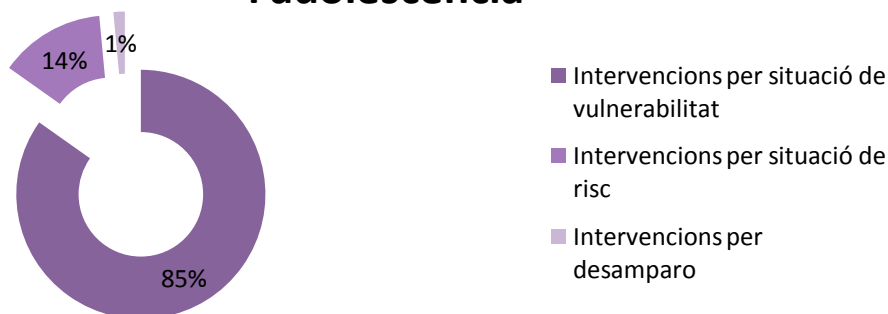 14%
1%
85%
Intervencions per situació de
vulnerabilitat
Intervencions per situació de
risc
Intervencions per
desamparo